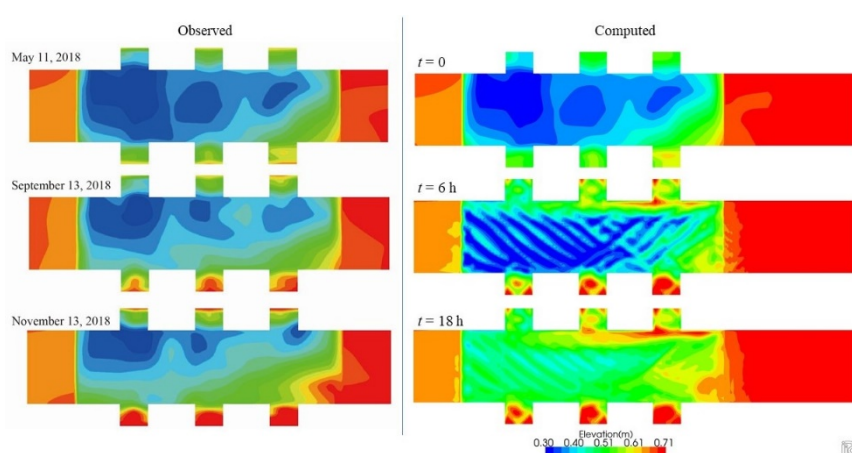 Observed
Computed
May 11, 2018
t = 0
September 13, 2018
t = 6 h
November 13, 2018
t = 18 h
Elevation(m)
0.30 0.40 0.51 0.61 0.71